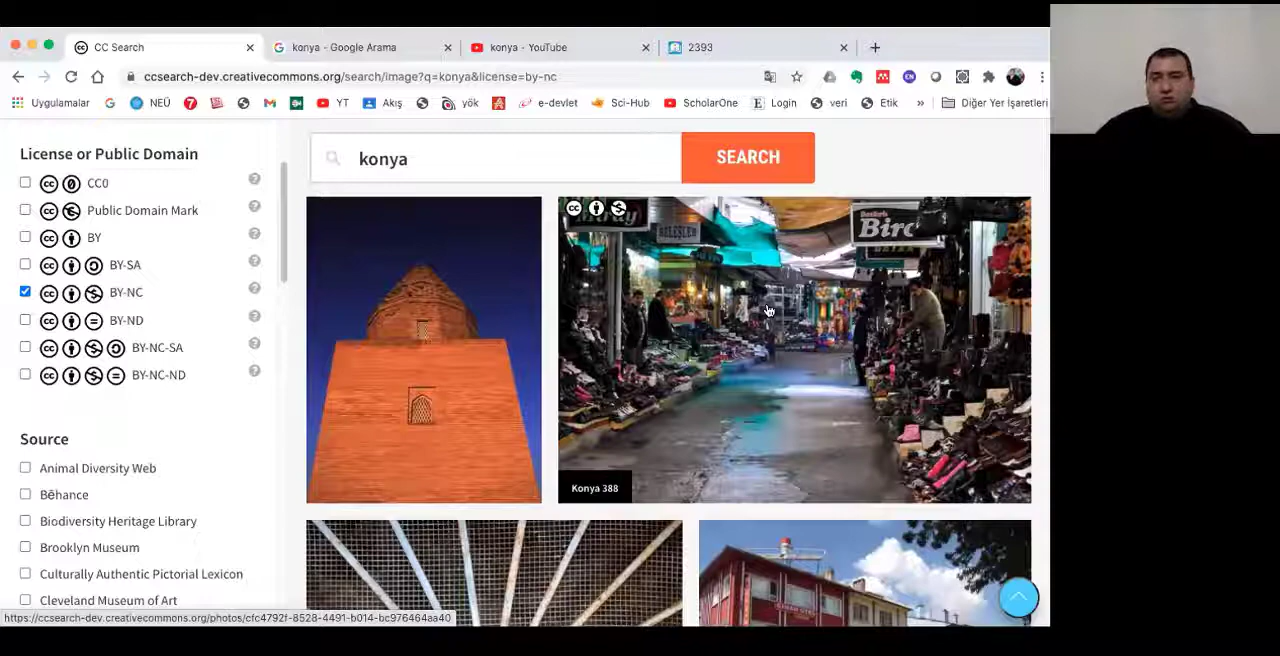 CC Search
konya - Google Arama
konya - YouTube
2393
ccsearch-dev.creativecommons.org/search/image?q=konya&license=by-nc
Uygulamalar NEÜ YT Akış yök e-devlet Sci-Hub ScholarOne Login veri Etik » Diğer Yer İşaretleri
License or Public Domain
CC0
Public Domain Mark
BY
BY-SA
BY-NC
BY-ND
BY-NC-SA
BY-NC-ND
Source
Animal Diversity Web
Bēhance
Biodiversity Heritage Library
Brooklyn Museum
Culturally Authentic Pictorial Lexicon
Cleveland Museum of Art
konya
SEARCH
BELEŞLER
Birc
Konya 388
https://ccsearch-dev.creativecommons.org/photos/cfc4792f-8528-4491-b014-bc976464aa40